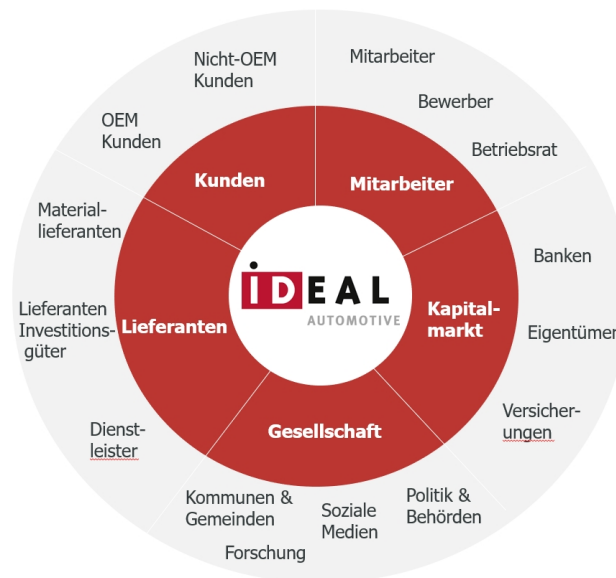 Nicht-OEM
Kunden
OEM
Kunden
Kunden
Mitarbeiter
Bewerber
Betriebsrat
Mitarbeiter
Banken
Eigentümer
Versicher-
ungen
Kapital-
markt
Politik &
Behörden
Soziale
Medien
Forschung
Kommunen &
Gemeinden
Gesellschaft
Dienst-
leister
Lieferanten
Investitions-
güter
Material-
lieferanten
Lieferanten
iDEAL
AUTOMOTIVE